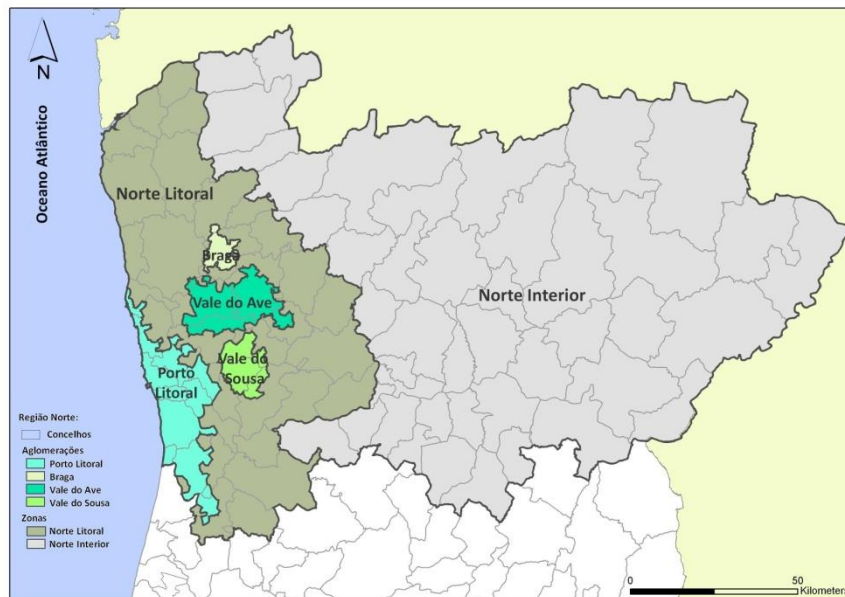 N
Oceano Atlântico
Norte Litoral
Braga
Vale do Ave
Norte Interior
Vale do
Sousa
Porto
Litoral
Região Norte:
Concelhos
Aglomerações
Porto Litoral
Braga
Vale do Ave
Vale do Sousa
Zonas
Norte Litoral
Norte Interior
0 50
Kilometers